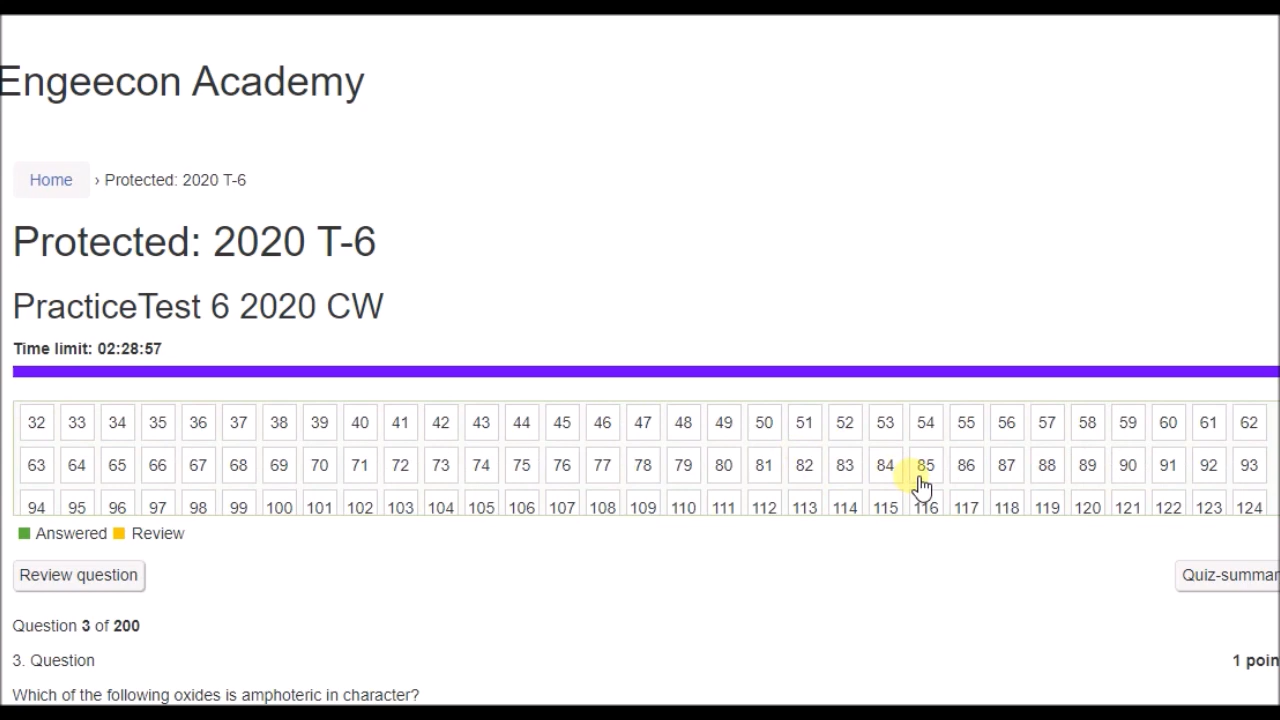 Engeecon Academy
Home › Protected: 2020 T-6
Protected: 2020 T-6
PracticeTest 6 2020 CW
Time limit: 02:28:57
32 33 34 35 36 37 38 39 40 41 42 43 44 45 46 47 48 49 50 51 52 53 54 55 56 57 58 59 60 61 62
63 64 65 66 67 68 69 70 71 72 73 74 75 76 77 78 79 80 81 82 83 84 85 86 87 88 89 90 91 92 93
94 95 96 97 98 99 100 101 102 103 104 105 106 107 108 109 110 111 112 113 114 115 116 117 118 119 120 121 122 123 124
Answered Review
Review question Quiz-summar
Question 3 of 200
3. Question 1 poin
Which of the following oxides is amphoteric in character?